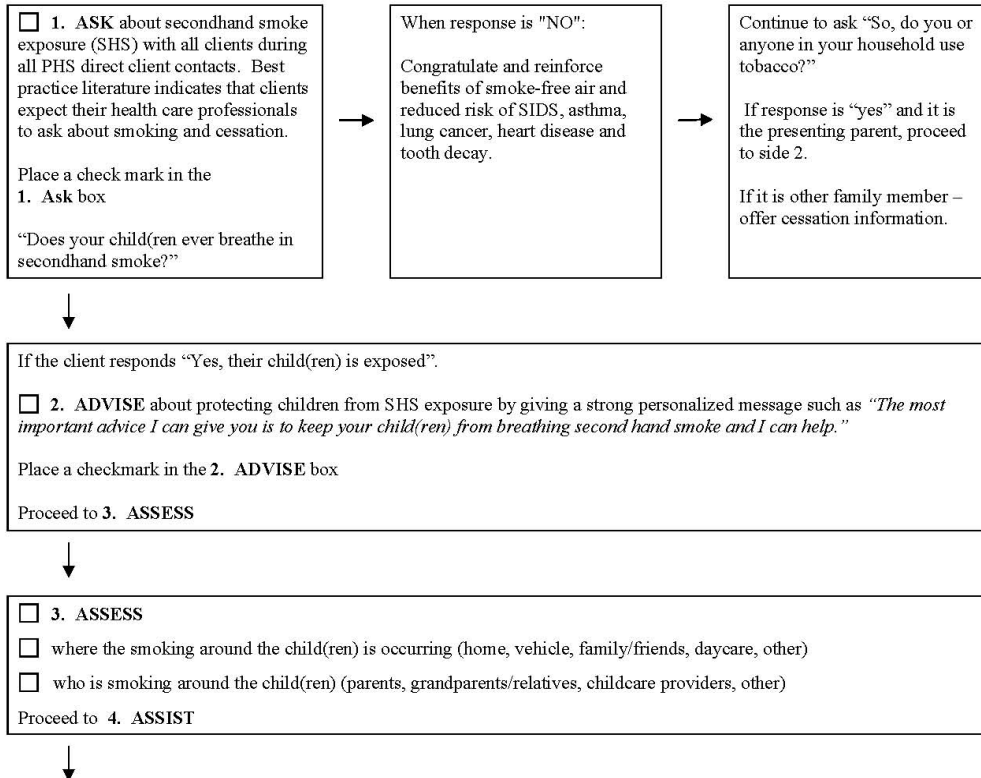 ☐ 1. ASK about secondhand smoke
exposure (SHS) with all clients during
all PHS direct client contacts. Best
practice literature indicates that clients
expect their health care professionals
to ask about smoking and cessation.
Place a check mark in the
1. Ask box
“Does your child(ren ever breathe in
secondhand smoke?”
When response is "NO":
Congratulate and reinforce
benefits of smoke-free air and
reduced risk of SIDS, asthma,
lung cancer, heart disease and
tooth decay.
Continue to ask “So, do you or
anyone in your household use
tobacco?”
If response is “yes” and it is
the presenting parent, proceed
to side 2.
If it is other family member –
offer cessation information.
If the client responds “Yes, their child(ren) is exposed”.
☐ 2. ADVISE about protecting children from SHS exposure by giving a strong personalized message such as “The most
important advice I can give you is to keep your child(ren) from breathing second hand smoke and I can help.”
Place a checkmark in the 2. ADVISE box
Proceed to 3. ASSESS
☐ 3. ASSESS
☐ where the smoking around the child(ren) is occurring (home, vehicle, family/friends, daycare, other)
☐ who is smoking around the child(ren) (parents, grandparents/relatives, childcare providers, other)
Proceed to 4. ASSIST